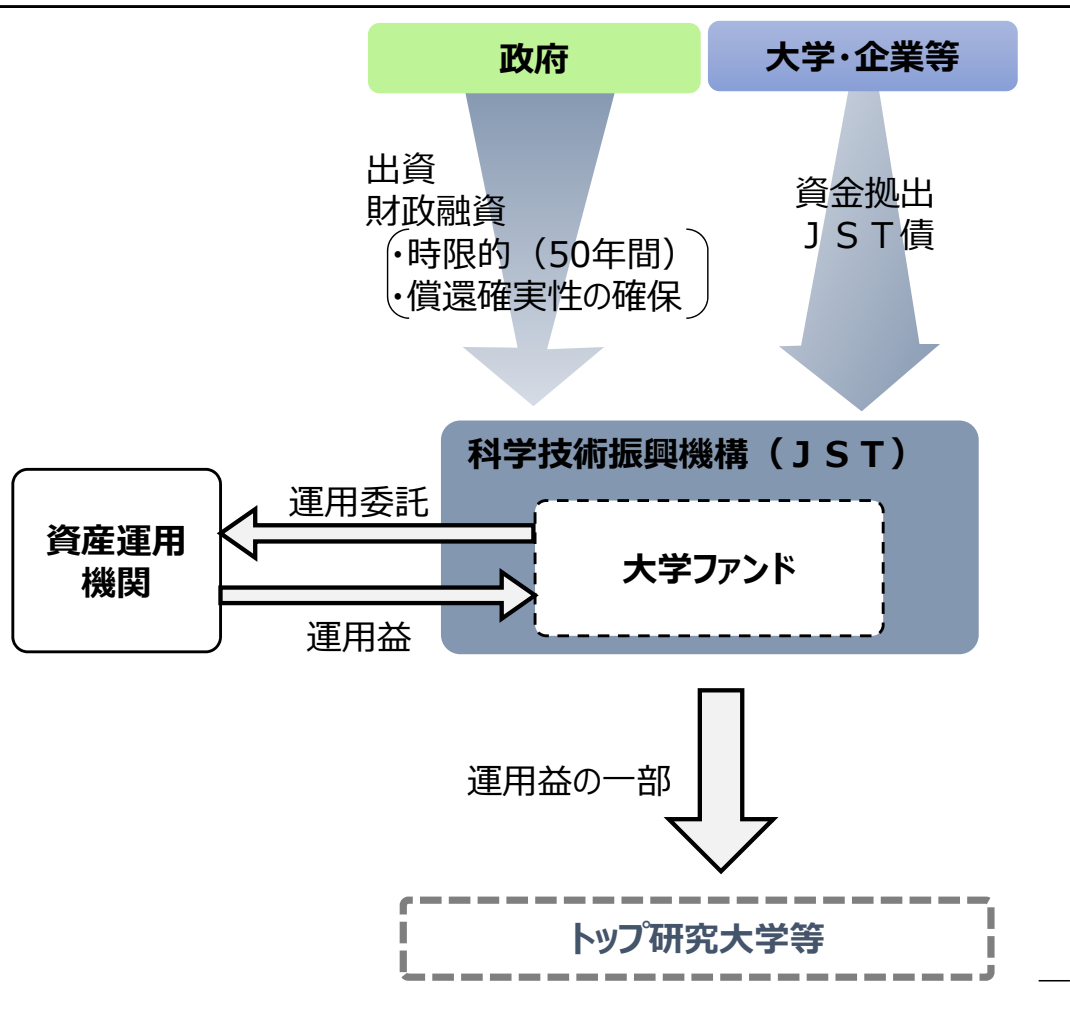 政府
大学・企業等
出資
財政融資
・時限的（50年間）
・償還確実性の確保
資金拠出
ＪＳＴ債
科学技術振興機構（ＪＳＴ）
運用委託
資産運用
機関
大学ファンド
運用益
運用益の一部
トップ研究大学等